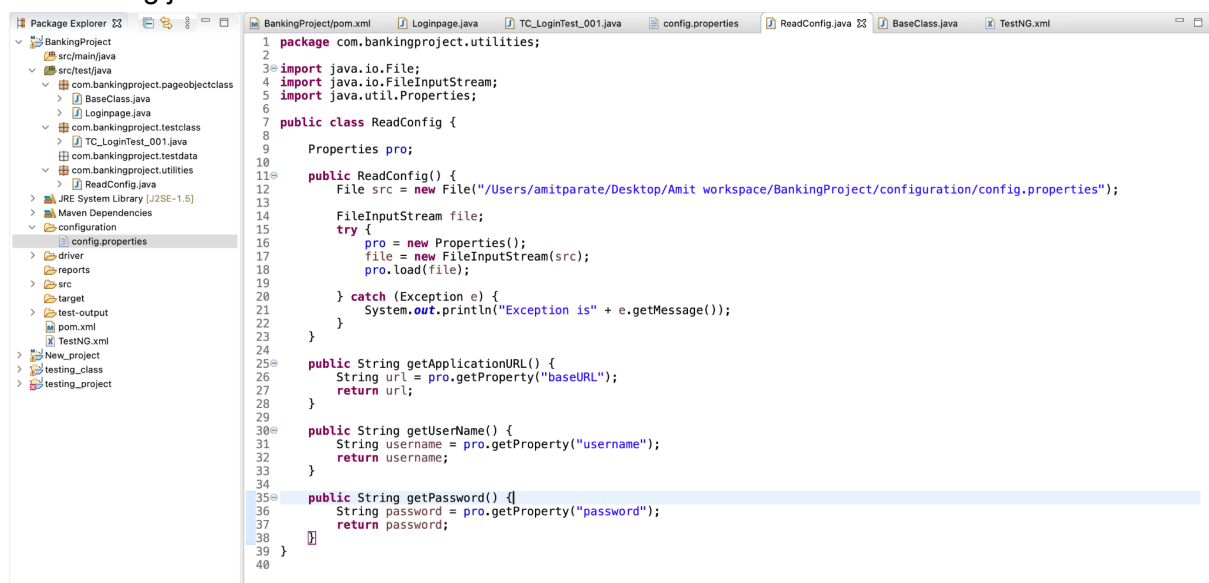 Package Explorer
BankingProject
src/main/java
src/test/java
com.bankingproject.pageobjectclass
BaseClass.java
Loginpage.java
com.bankingproject.testclass
TC_LoginTest_001.java
com.bankingproject.testdata
com.bankingproject.utilities
ReadConfig.java
JRE System Library [J2SE-1.5]
Maven Dependencies
configuration
config.properties
driver
reports
src
target
test-output
pom.xml
TestNG.xml
New_project
testing_class
testing_project
BankingProject/pom.xml Loginpage.java TC_LoginTest_001.java config.properties ReadConfig.java BaseClass.java TestNG.xml
1 package com.bankingproject.utilities;
2
3 import java.io.File;
4 import java.io.FileInputStream;
5 import java.util.Properties;
6
7 public class ReadConfig {
8
9 Properties pro;
10
11 public ReadConfig() {
12 File src = new File("/Users/amitparate/Desktop/Amit workspace/BankingProject/configuration/config.properties");
13
14 FileInputStream file;
15 try {
16 pro = new Properties();
17 file = new FileInputStream(src);
18 pro.load(file);
19
20 } catch (Exception e) {
21 System.out.println("Exception is" + e.getMessage());
22 }
23 }
24
25 public String getApplicationURL() {
26 String url = pro.getProperty("baseURL");
27 return url;
28 }
29
30 public String getUserName() {
31 String username = pro.getProperty("username");
32 return username;
33 }
34
35 public String getPassword() {
36 String password = pro.getProperty("password");
37 return password;
38 }
39 }
40